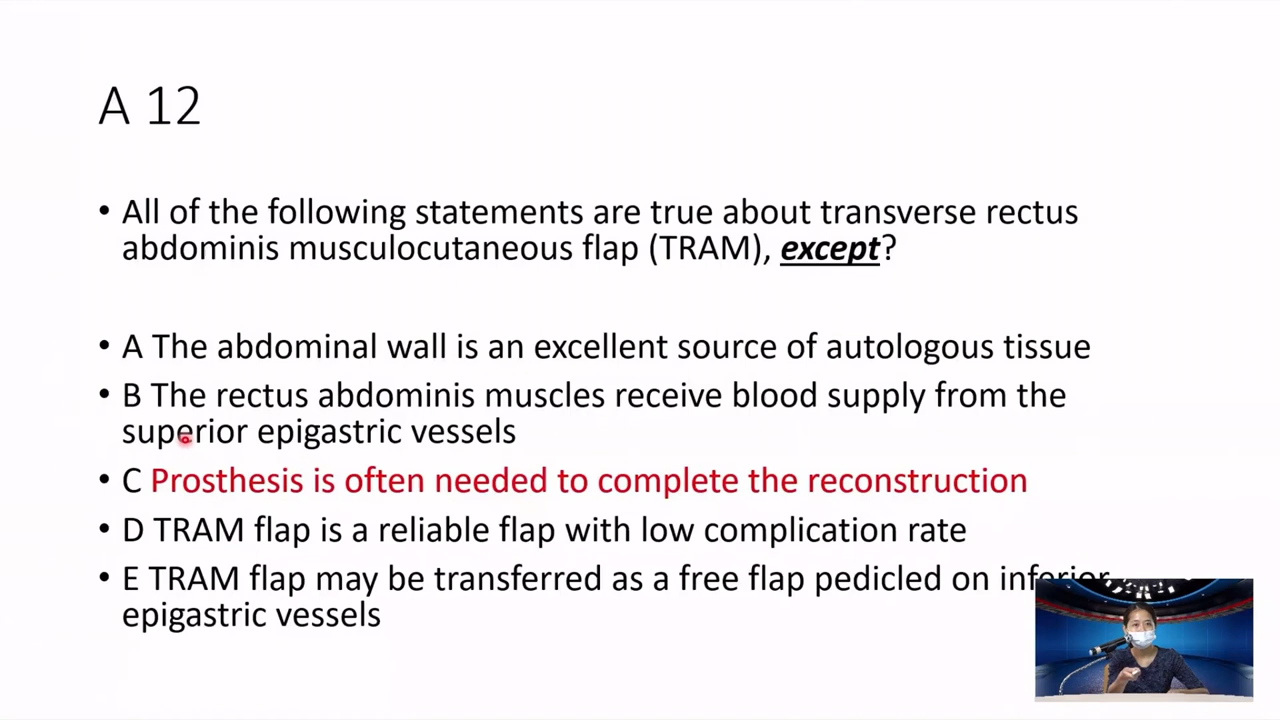 A 12
• All of the following statements are true about transverse rectus
abdominis musculocutaneous flap (TRAM), except?
• A The abdominal wall is an excellent source of autologous tissue
• B The rectus abdominis muscles receive blood supply from the
superior epigastric vessels
• C Prosthesis is often needed to complete the reconstruction
• D TRAM flap is a reliable flap with low complication rate
• E TRAM flap may be transferred as a free flap pedicled on inferior
epigastric vessels